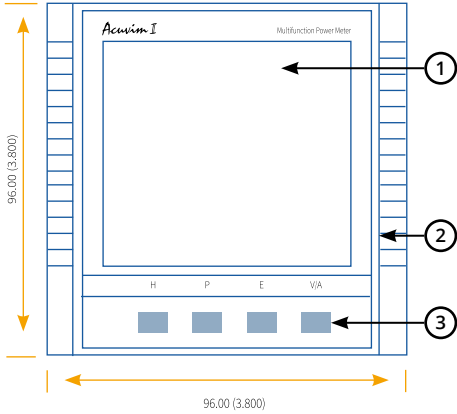 Acuvim II
Multifunction Power Meter
1
96.00 (3.800)
2
H P E V/A
3
96.00 (3.800)